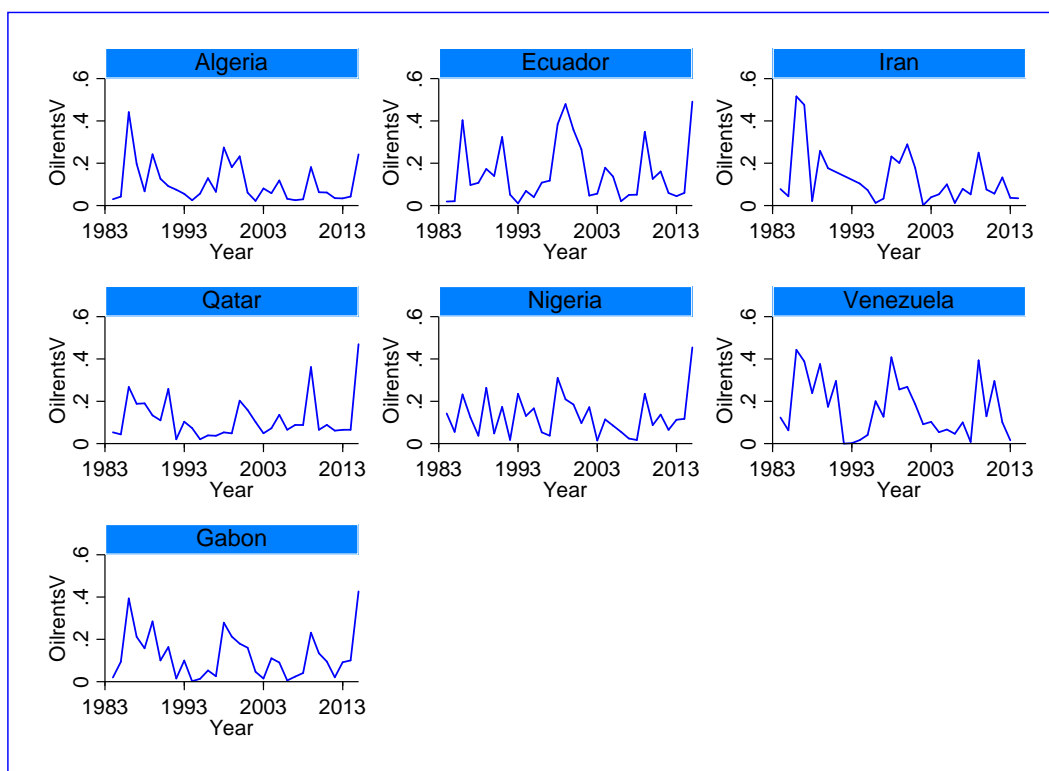 Algeria
Ecuador
Iran
OilrentsV
0 .2 .4 .6
1983 1993 2003 2013
Year
OilrentsV
0 .2 .4 .6
1983 1993 2003 2013
Year
OilrentsV
0 .2 .4 .6
1983 1993 2003 2013
Year
Qatar
Nigeria
Venezuela
OilrentsV
0 .2 .4 .6
1983 1993 2003 2013
Year
OilrentsV
0 .2 .4 .6
1983 1993 2003 2013
Year
OilrentsV
0 .2 .4 .6
1983 1993 2003 2013
Year
Gabon
OilrentsV
0 .2 .4 .6
1983 1993 2003 2013
Year